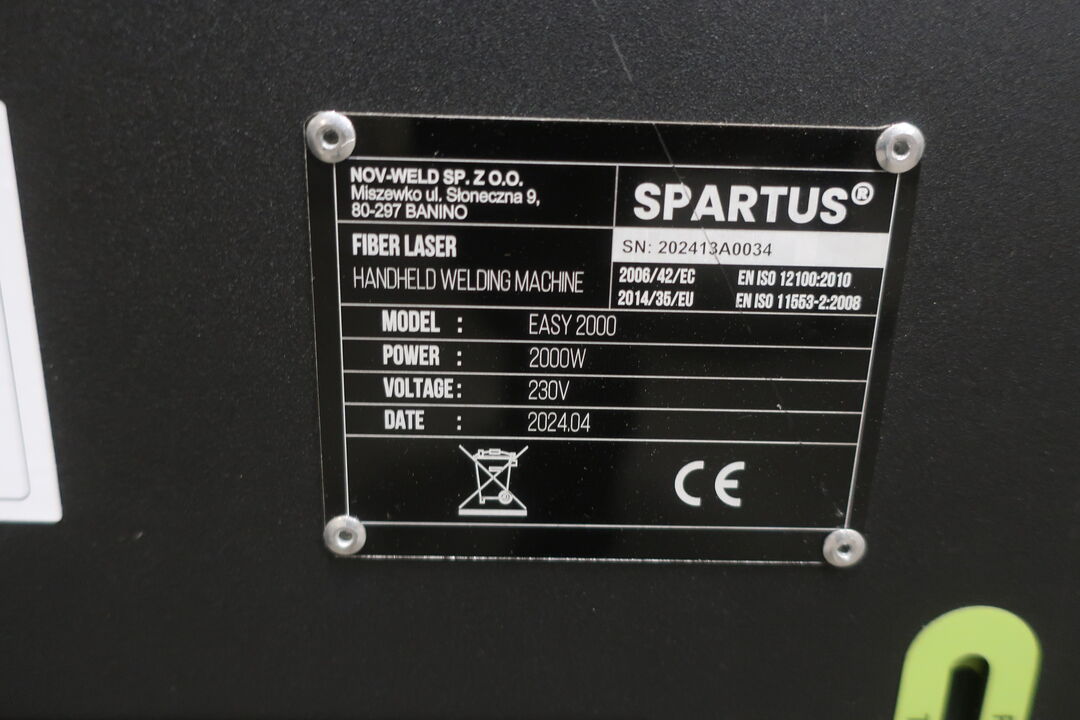 NOV-WELD SP. Z O.O.
Miszewko ul. Słoneczna 9,
80-297 BANINO
SPARTUS®
SN: 202413A0034
FIBER LASER
HANDHELD WELDING MACHINE
2006/42/EC EN ISO 12100:2010
2014/35/EU EN ISO 11553-2:2008
MODEL : EASY 2000
POWER : 2000W
VOLTAGE : 230V
DATE : 2024.04
CE